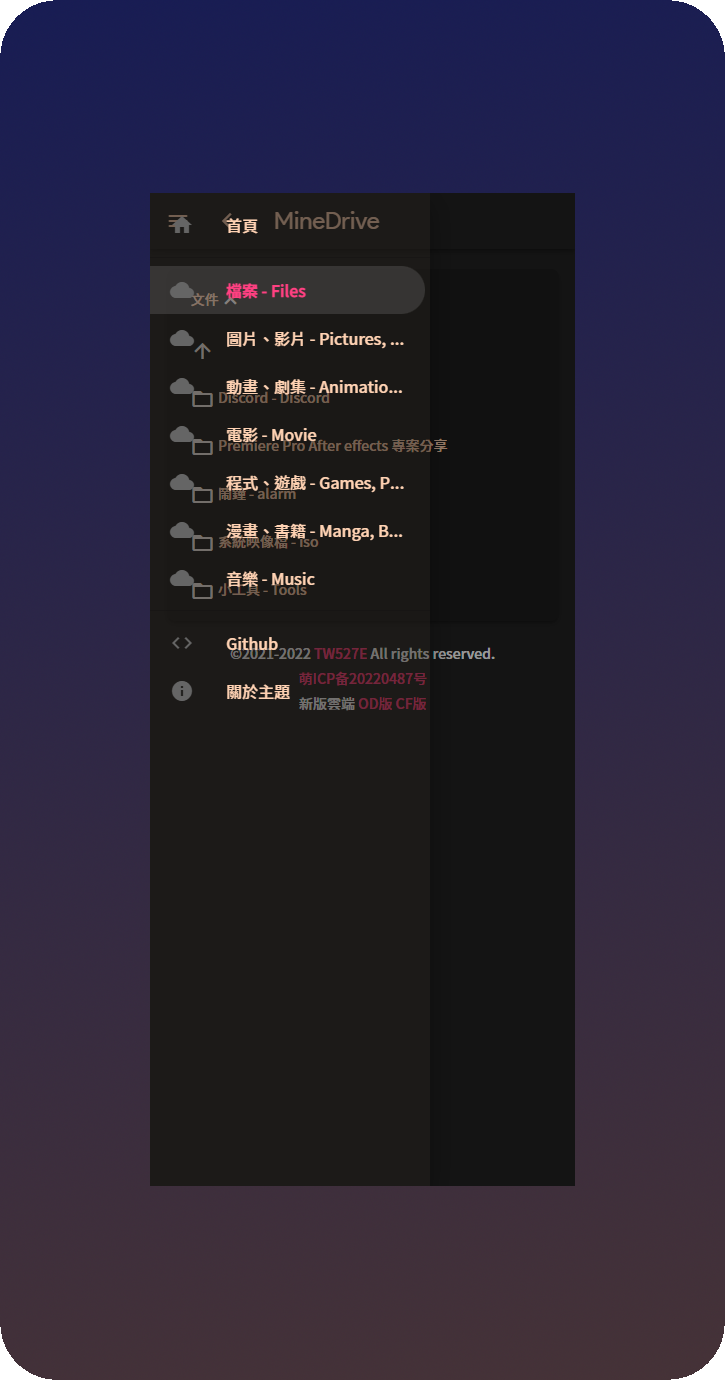 首頁
MineDrive
檔案 - Files
文件
圖片、影片 - Pictures, ...
動畫、劇集 - Animatio...
Discord - Discord
電影 - Movie
Premiere Pro After effects 專案分享
程式、遊戲 - Games, P...
鬧鐘 - alarm
漫畫、書籍 - Manga, B...
系統映像檔 - iso
音樂 - Music
小工具 - Tools
Github
©2021-2022 TW527E All rights reserved.
萌ICP备20220487号
關於主題
新版雲端 OD版 CF版